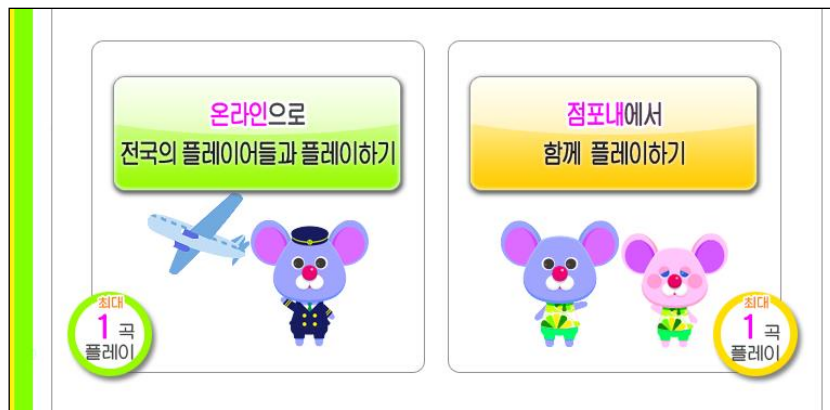 온라인으로
전국의 플레이어들과 플레이하기
최대
1 곡
플레이
점포내에서
함께 플레이하기
최대
1 곡
플레이